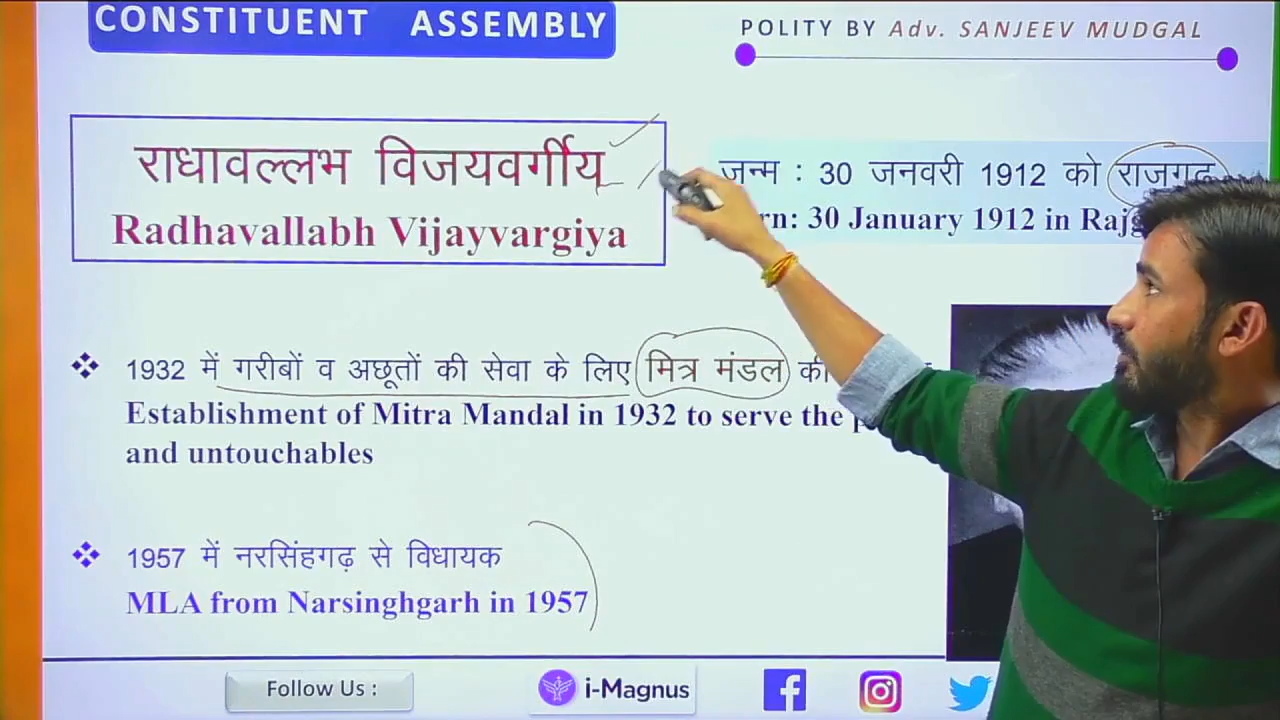 CONSTITUENT ASSEMBLY
POLITY BY Adv. SANJEEV MUDGAL
राधावल्लभ विजयवर्गीय
Radhavallabh Vijayvargiya
जन्म : 30 जनवरी 1912 को राजगढ़
30 January 1912 in
1932 में गरीबों व अछूतों की सेवा के लिए मित्र मंडल की
Establishment of Mitra Mandal in 1932 to serve the
and untouchables
1957 में नरसिंहगढ़ से विधायक
MLA from Narsinghgarh in 1957
Follow Us :
i-Magnus